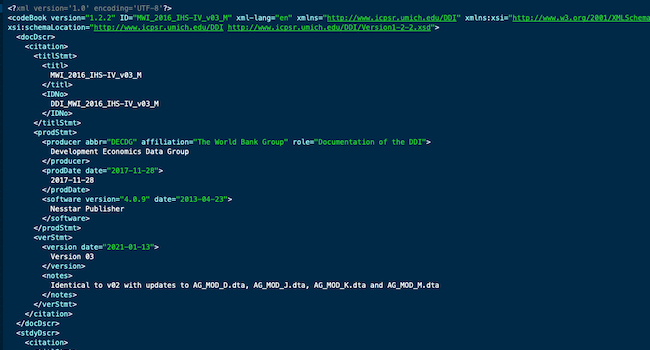 <?xml version='1.0' encoding='UTF-8'?>
<codeBook version="1.2.2" ID="MWI_2016_IHS-IV_v03_M" xml-lang="en" xmlns="http://www.icpsr.umich.edu/DDI" xmlns:xsi="http://www.w3.org/2001/XMLSchema
xsi:schemaLocation="http://www.icpsr.umich.edu/DDI http://www.icpsr.umich.edu/DDI/Version1-2-2.xsd">
<docDscr>
<citation>
<titlStmt>
<titl>
MWI_2016_IHS-IV_v03_M
</titl>
<IDNo>
DDI_MWI_2016_IHS-IV_v03_M
</IDNo>
</titlStmt>
<prodStmt>
<producer abbr="DECDG" affiliation="The World Bank Group" role="Documentation of the DDI">
Development Economics Data Group
</producer>
<prodDate date="2017-11-28">
2017-11-28
</prodDate>
<software version="4.0.9" date="2013-04-23">
Nesstar Publisher
</software>
</prodStmt>
<verStmt>
<version date="2021-01-13">
Version 03
</version>
<notes>
Identical to v02 with updates to AG_MOD_D.dta, AG_MOD_J.dta, AG_MOD_K.dta and AG_MOD_M.dta
</notes>
</verStmt>
</citation>
</docDscr>
<stdyDscr>
<citation>